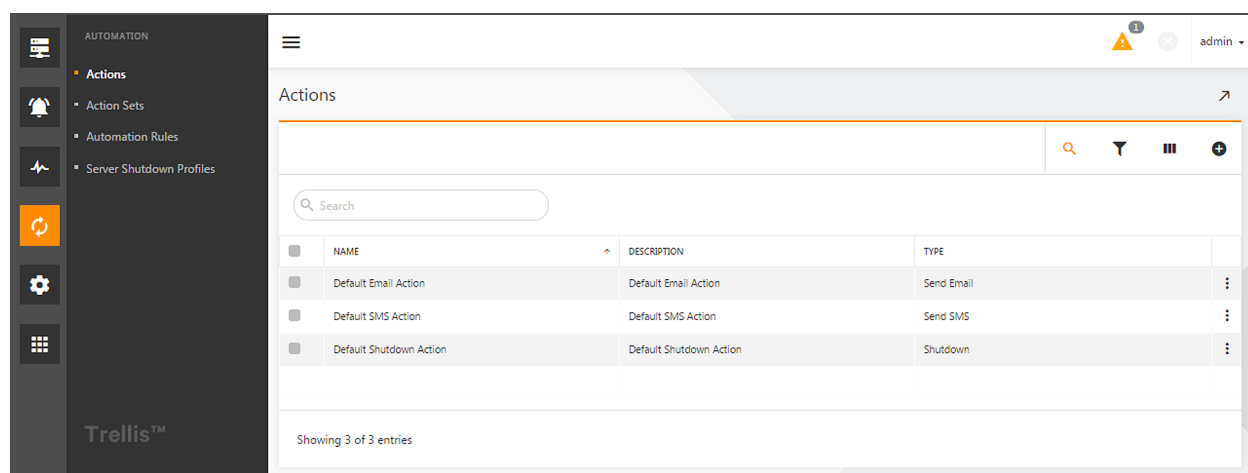 AUTOMATION
Actions
Action Sets
Automation Rules
Server Shutdown Profiles
Trellis™
1
admin
Actions
Search
NAME DESCRIPTION TYPE
Default Email Action Default Email Action Send Email
Default SMS Action Default SMS Action Send SMS
Default Shutdown Action Default Shutdown Action Shutdown
Showing 3 of 3 entries